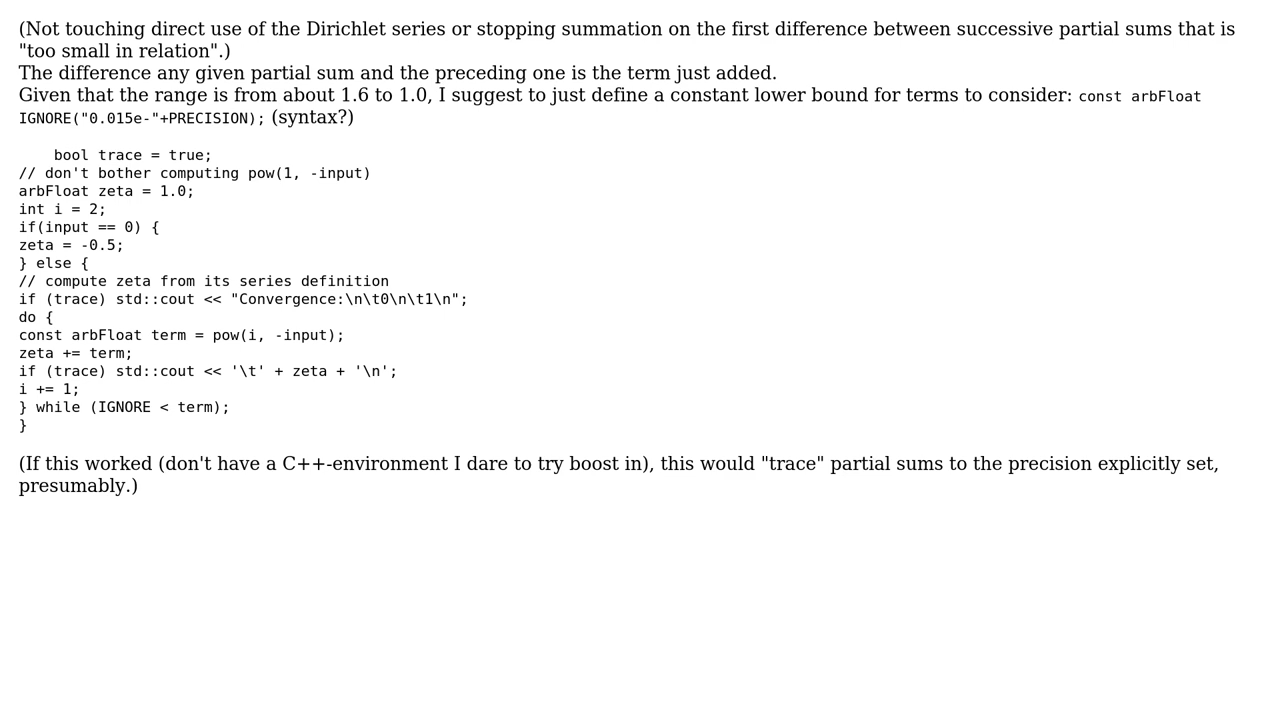 (Not touching direct use of the Dirichlet series or stopping summation on the first difference between successive partial sums that is
"too small in relation".)
The difference any given partial sum and the preceding one is the term just added.
Given that the range is from about 1.6 to 1.0, I suggest to just define a constant lower bound for terms to consider: const arbFloat
IGNORE("0.015e-"+PRECISION); (syntax?)
bool trace = true;
// don't bother computing pow(1, -input)
arbFloat zeta = 1.0;
int i = 2;
if(input == 0) {
zeta = -0.5;
} else {
// compute zeta from its series definition
if (trace) std::cout << "Convergence:\n\t0\n\t1\n";
do {
const arbFloat term = pow(i, -input);
zeta += term;
if (trace) std::cout << '\t' + zeta + '\n';
i += 1;
} while (IGNORE < term);
}
(If this worked (don't have a C++-environment I dare to try boost in), this would "trace" partial sums to the precision explicitly set,
presumably.)